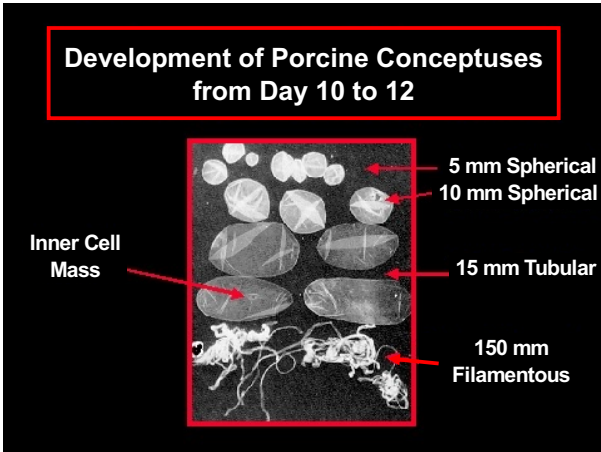 Development of Porcine Conceptuses
from Day 10 to 12
5 mm Spherical
10 mm Spherical
Inner Cell
Mass
15 mm Tubular
150 mm
Filamentous